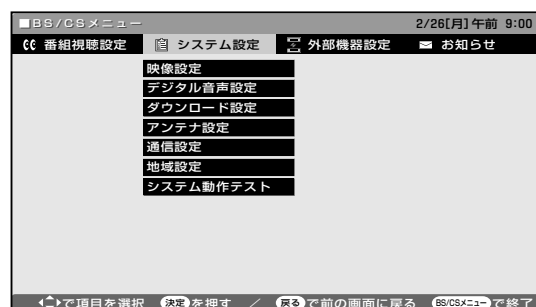 ■BS/CSメニュー 2/26[月]午前 9:00
番組視聴設定 システム設定 外部機器設定 お知らせ
映像設定
デジタル音声設定
ダウンロード設定
アンテナ設定
通信設定
地域設定
システム動作テスト
で項目を選択 決定を押す / 戻るで前の画面に戻る BS/CSメニューで終了